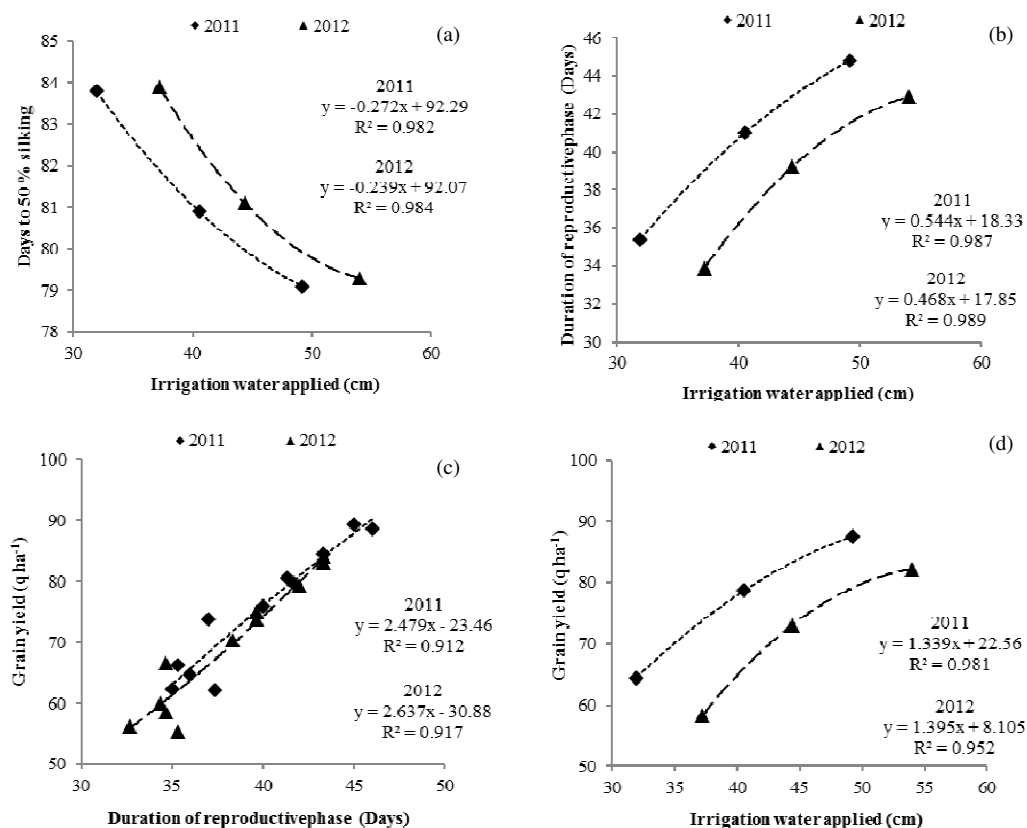 2011 2012
(a)
85
84
83
82
81
80
79
78
Days to 50 % silking
2011
y = -0.272x + 92.29
R² = 0.982
2012
y = -0.239x + 92.07
R² = 0.984
30 40 50 60
Irrigation water applied (cm)
2011 2012
(b)
46
44
42
40
38
36
34
32
30
Duration of reproductivephase (Days)
2011
y = 0.544x + 18.33
R² = 0.987
2012
y = 0.468x + 17.85
R² = 0.989
30 40 50 60
Irrigation water applied (cm)
2011 2012
(c)
100
90
80
70
60
50
Grain yield (q ha⁻¹)
2011
y = 2.479x - 23.46
R² = 0.912
2012
y = 2.637x - 30.88
R² = 0.917
30 35 40 45 50
Duration of reproductivephase (Days)
2011 2012
(d)
100
90
80
70
60
50
Grain yield (q ha⁻¹)
2011
y = 1.339x + 22.56
R² = 0.981
2012
y = 1.395x + 8.105
R² = 0.952
30 35 40 45 50 55 60
Irrigation water applied (cm)